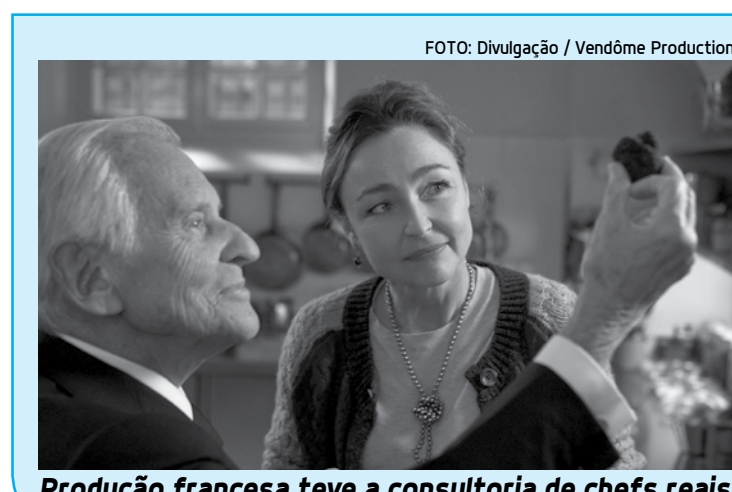 FOTO: Divulgação / Vendôme Production
Produção francesa teve a consultoria de chefs reais